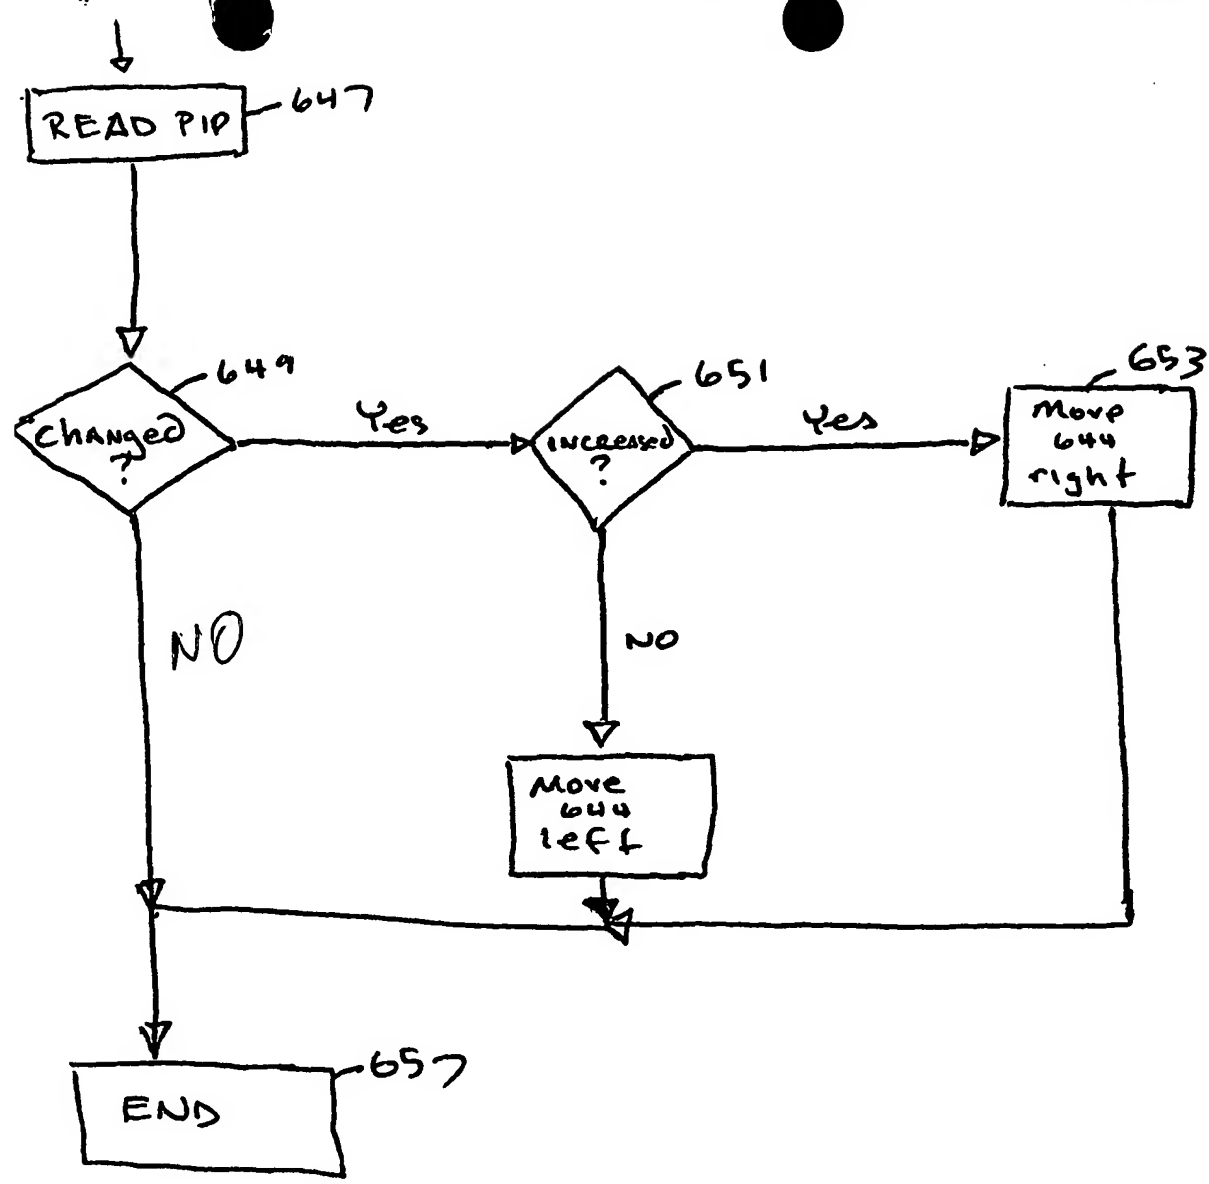 READ PIP
647
Changed
?
649
Yes
INCREASED
?
651
Yes
Move
644
right
653
NO
NO
Move
644
left
END
657